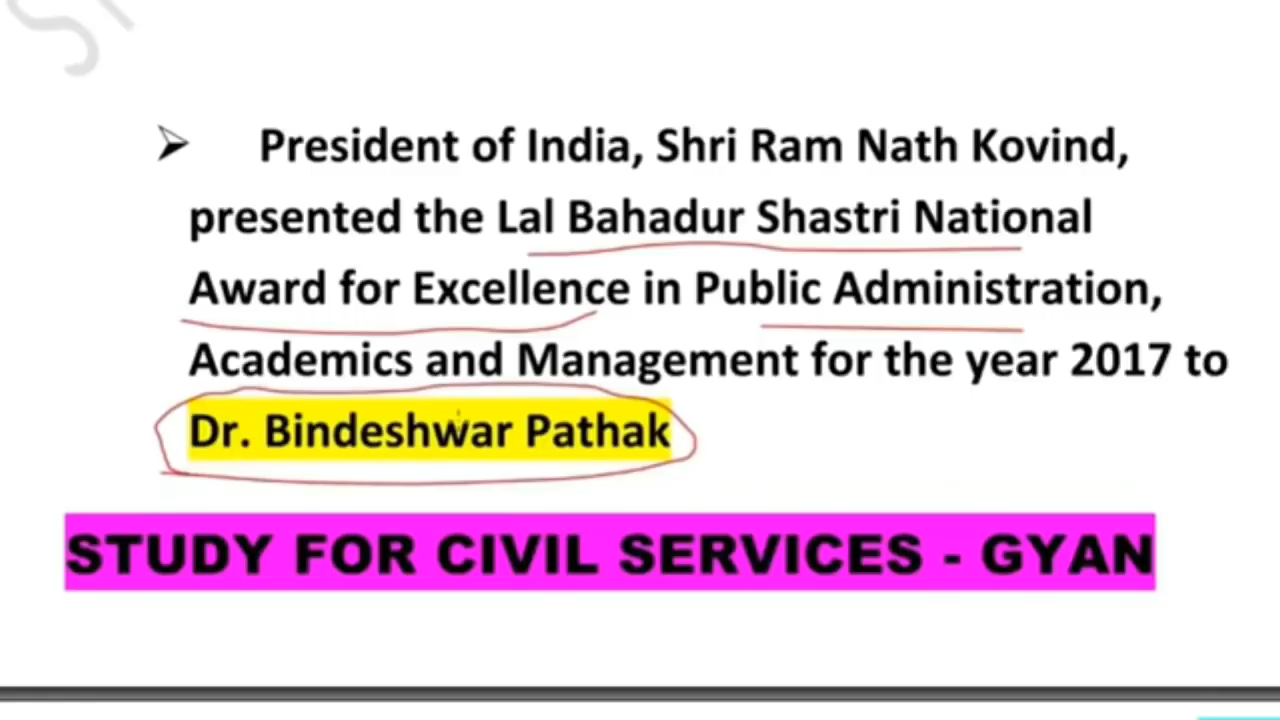 President of India, Shri Ram Nath Kovind,
presented the Lal Bahadur Shastri National
Award for Excellence in Public Administration,
Academics and Management for the year 2017 to
Dr. Bindeshwar Pathak
STUDY FOR CIVIL SERVICES - GYAN